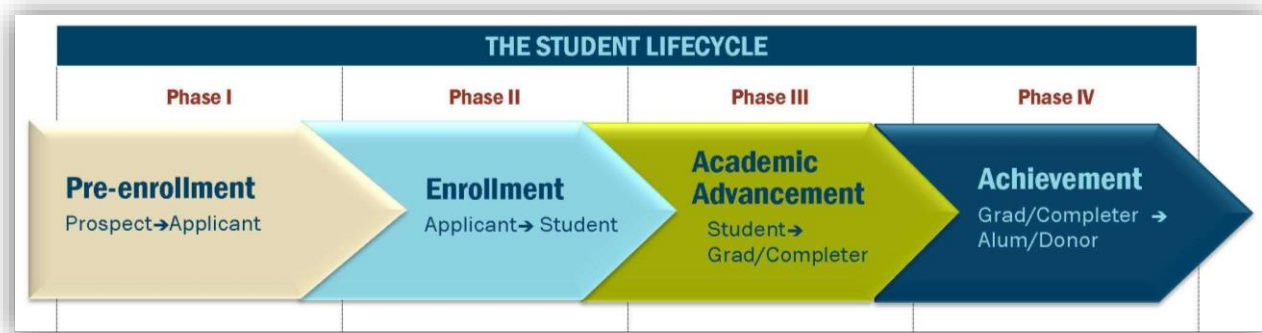 THE STUDENT LIFECYCLE
Phase I
Phase II
Phase III
Phase IV
Pre-enrollment
Prospect➔Applicant
Enrollment
Applicant➔ Student
Academic
Advancement
Student➔
Grad/Completer
Achievement
Grad/Completer ➔
Alum/Donor